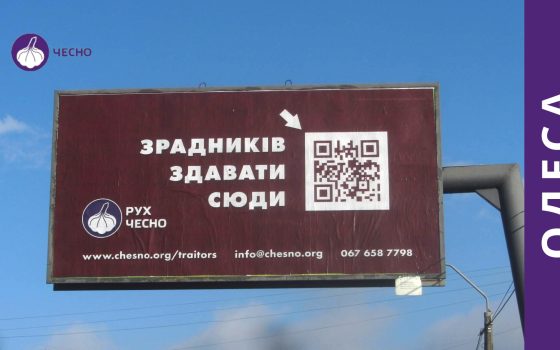 ЧЕСНО
ЗРАДНИКІВ
ЗДАВАТИ
СЮДИ
РУХ
ЧЕСНО
www.chesno.org/traitors info@chesno.org 067 658 7798
ОДЕСА